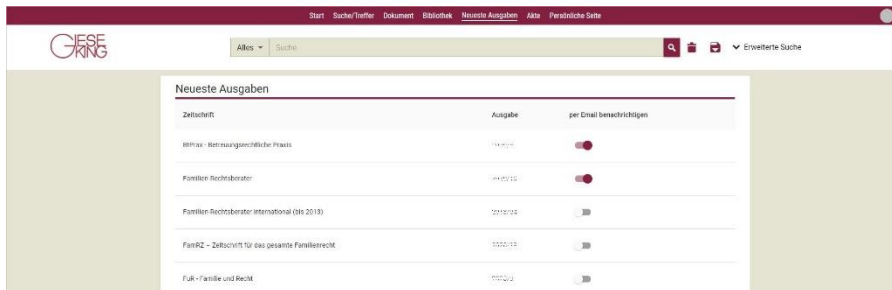 Start Suche/Treffer Dokument Bibliothek Neueste Ausgaben Akte Persönliche Seite
GIESE
KING
Alles Suche Erweiterte Suche
Neueste Ausgaben
Zeitschrift Ausgabe per Email benachrichtigen
BtPrax - Betreuungsrechtliche Praxis
Familien-Rechtsberater
Familien-Rechtsberater International (bis 2013)
FamRZ – Zeitschrift für das gesamte Familienrecht
FuR - Familie und Recht